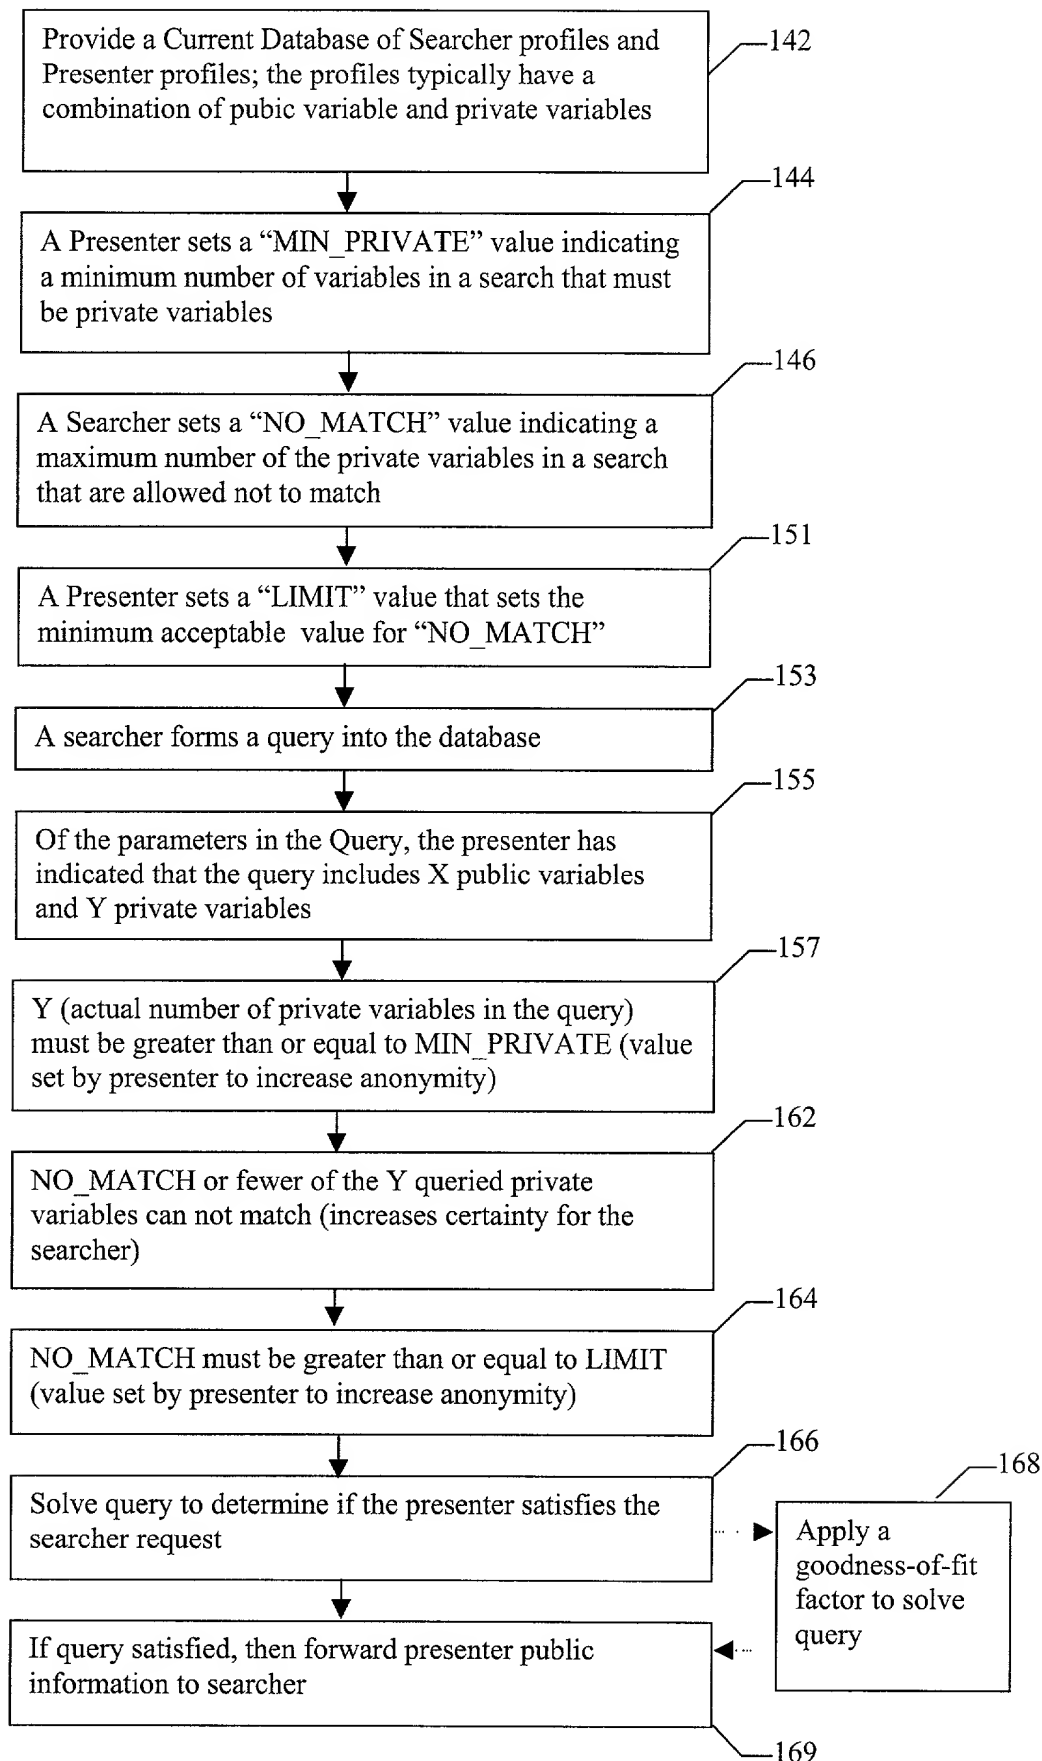 Provide a Current Database of Searcher profiles and
Presenter profiles; the profiles typically have a
combination of pubic variable and private variables
142
144
A Presenter sets a “MIN_PRIVATE” value indicating
a minimum number of variables in a search that must
be private variables
146
A Searcher sets a “NO_MATCH” value indicating a
maximum number of the private variables in a search
that are allowed not to match
151
A Presenter sets a “LIMIT” value that sets the
minimum acceptable value for “NO_MATCH”
153
A searcher forms a query into the database
155
Of the parameters in the Query, the presenter has
indicated that the query includes X public variables
and Y private variables
157
Y (actual number of private variables in the query)
must be greater than or equal to MIN_PRIVATE (value
set by presenter to increase anonymity)
162
NO_MATCH or fewer of the Y queried private
variables can not match (increases certainty for the
searcher)
164
NO_MATCH must be greater than or equal to LIMIT
(value set by presenter to increase anonymity)
166
Solve query to determine if the presenter satisfies the
searcher request
168
Apply a
goodness-of-fit
factor to solve
query
If query satisfied, then forward presenter public
information to searcher
169